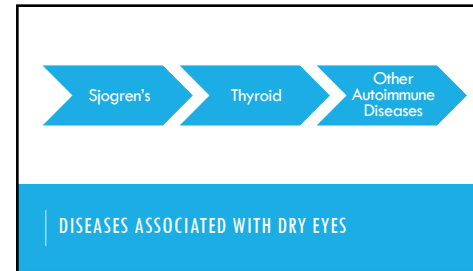 Sjogren's
Thyroid
Other
Autoimmune
Diseases
DISEASES ASSOCIATED WITH DRY EYES